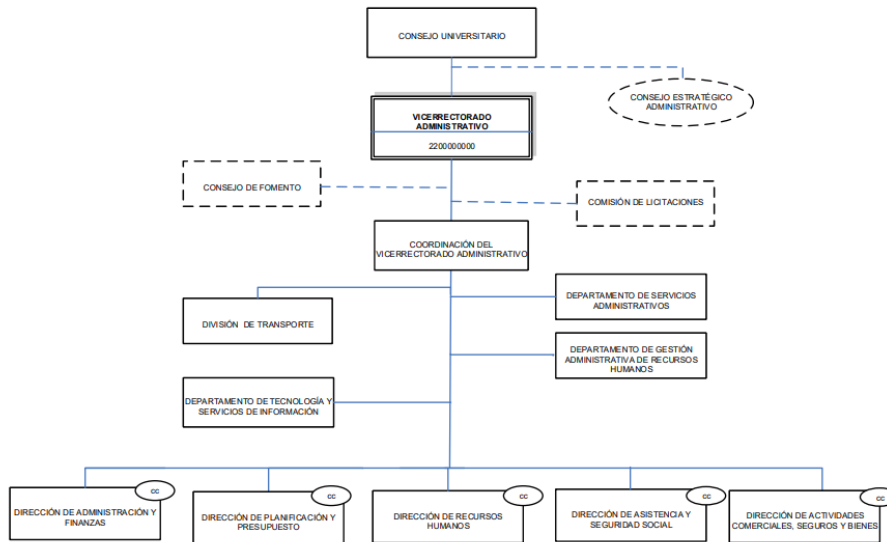 CONSEJO UNIVERSITARIO
CONSEJO ESTRATÉGICO
ADMINISTRATIVO
VICERRECTORADO
ADMINISTRATIVO
2200000000
CONSEJO DE FOMENTO
COMISIÓN DE LICITACIONES
COORDINACIÓN DEL
VICERRECTORADO ADMINISTRATIVO
DEPARTAMENTO DE SERVICIOS
ADMINISTRATIVOS
DIVISIÓN DE TRANSPORTE
DEPARTAMENTO DE GESTIÓN
ADMINISTRATIVA DE RECURSOS
HUMANOS
DEPARTAMENTO DE TECNOLOGÍA Y
SERVICIOS DE INFORMACIÓN
cc
DIRECCIÓN DE ADMINISTRACIÓN Y
FINANZAS
cc
DIRECCIÓN DE PLANIFICACIÓN Y
PRESUPUESTO
cc
DIRECCIÓN DE RECURSOS
HUMANOS
cc
DIRECCIÓN DE ASISTENCIA Y
SEGURIDAD SOCIAL
cc
DIRECCIÓN DE ACTIVIDADES
COMERCIALES, SEGUROS Y BIENES